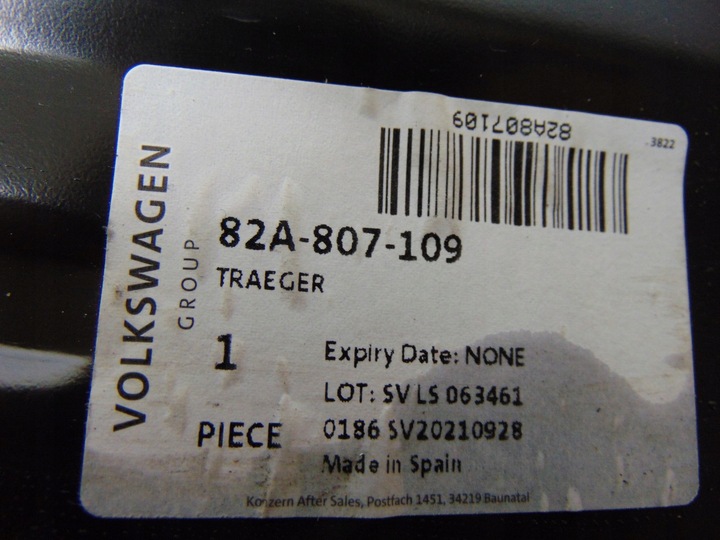 82A807109
.3822
VOLKSWAGEN
GROUP
82A-807-109
TRAEGER
1
PIECE
Expiry Date: NONE
LOT: SV LS 063461
0186 SV20210928
Made in Spain
Konzern After Sales, Postfach 1451, 34219 Baunatal